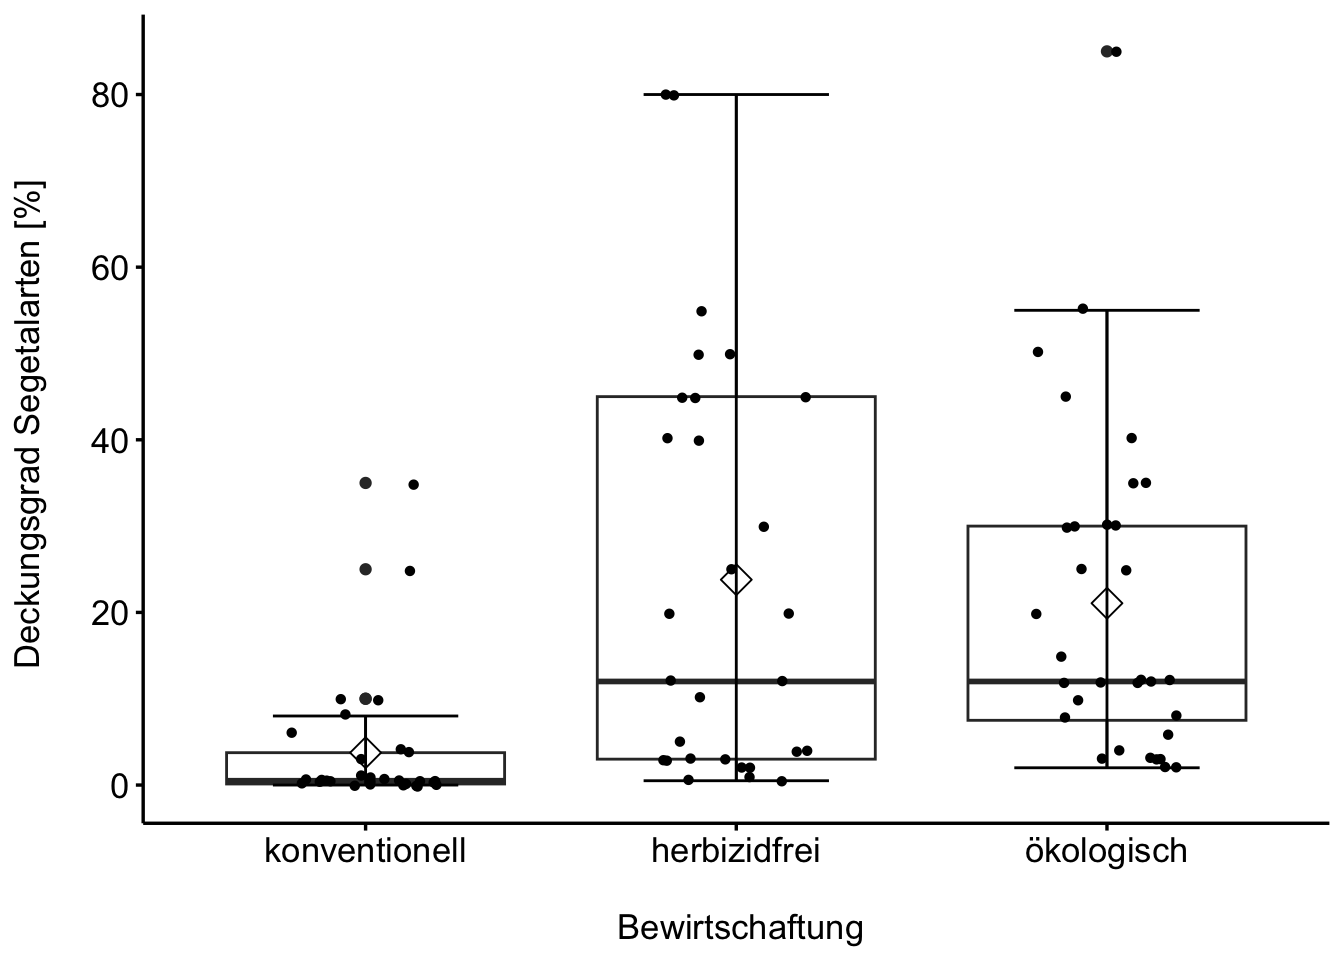 Deckungsgrad Segetalarten [%]
80
60
40
20
0
konventionell herbizidfrei ökologisch
Bewirtschaftung